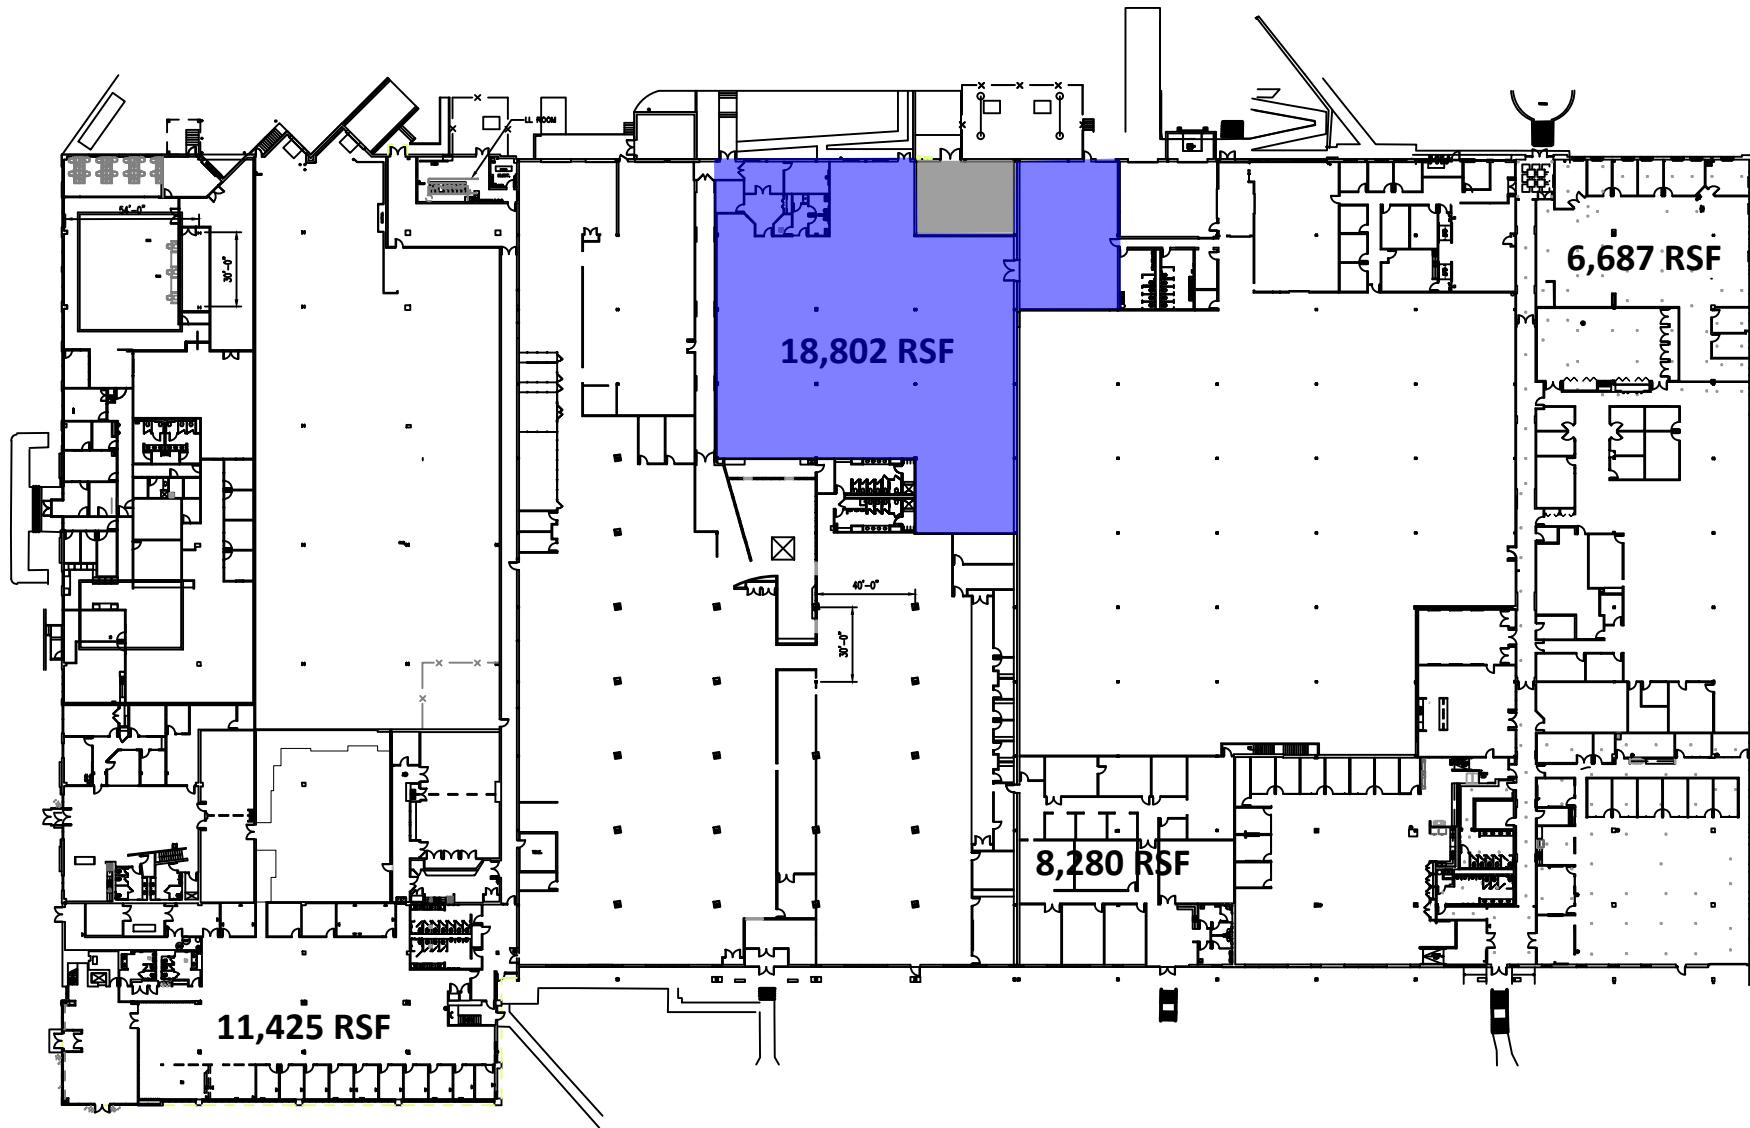 LL ROOM
54'-0"
30'-0"
6,687 RSF
18,802 RSF
40'-0"
30'-0"
8,280 RSF
11,425 RSF